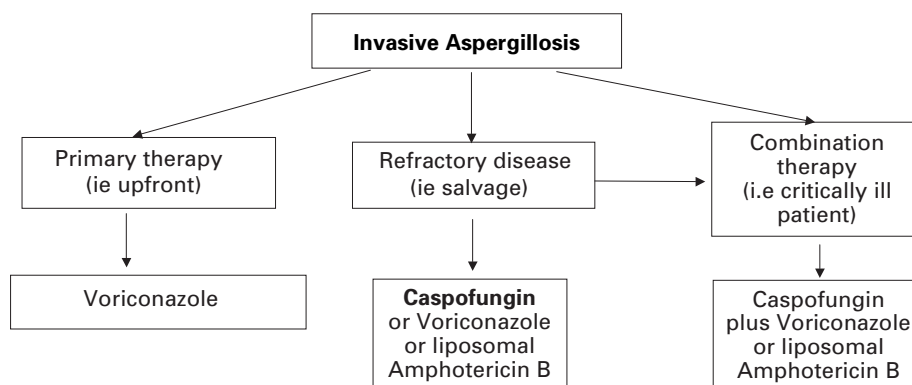 Invasive Aspergillosis
Primary therapy
(ie upfront)
Refractory disease
(ie salvage)
Combination
therapy
(i.e critically ill
patient)
Voriconazole
Caspofungin
or Voriconazole
or liposomal
Amphotericin B
Caspofungin
plus Voriconazole
or liposomal
Amphotericin B